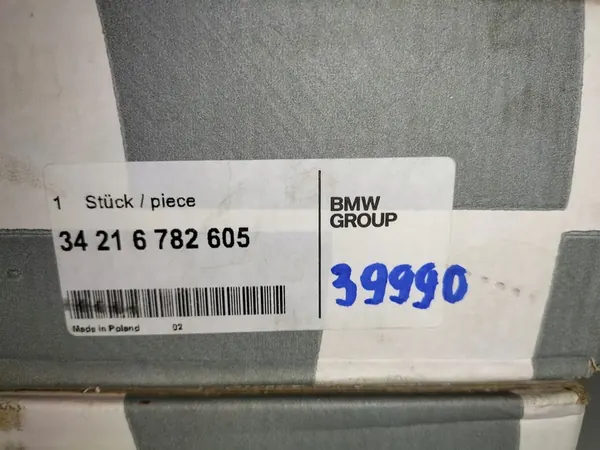 1 Stück / piece
34 21 6 782 605
Made in Poland 02
BMW
GROUP
39990